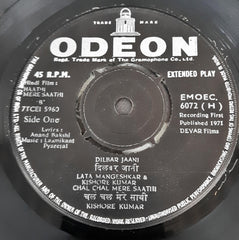 TRADE MARK
ODEON
Regd. Trade Mark of The Gramophone Co. Ltd.
45 R.P.M.
EXTENDED PLAY
Hindi Film:
HAATHI
MERE SAATHI
7TCEI 5963
Side One
Lyrics:
Anand Bakshi
Music: Laxmikant
Pyarelal
EMOEC.
6072 (H)
Recording First
Published 1971
DEVAR Films
DILBAR JAANI
दिलबर जानी
LATA MANGESHKAR &
KISHORE KUMAR
CHAL CHAL MERE SAATHI
चल चल मेरे साथी
KISHORE KUMAR